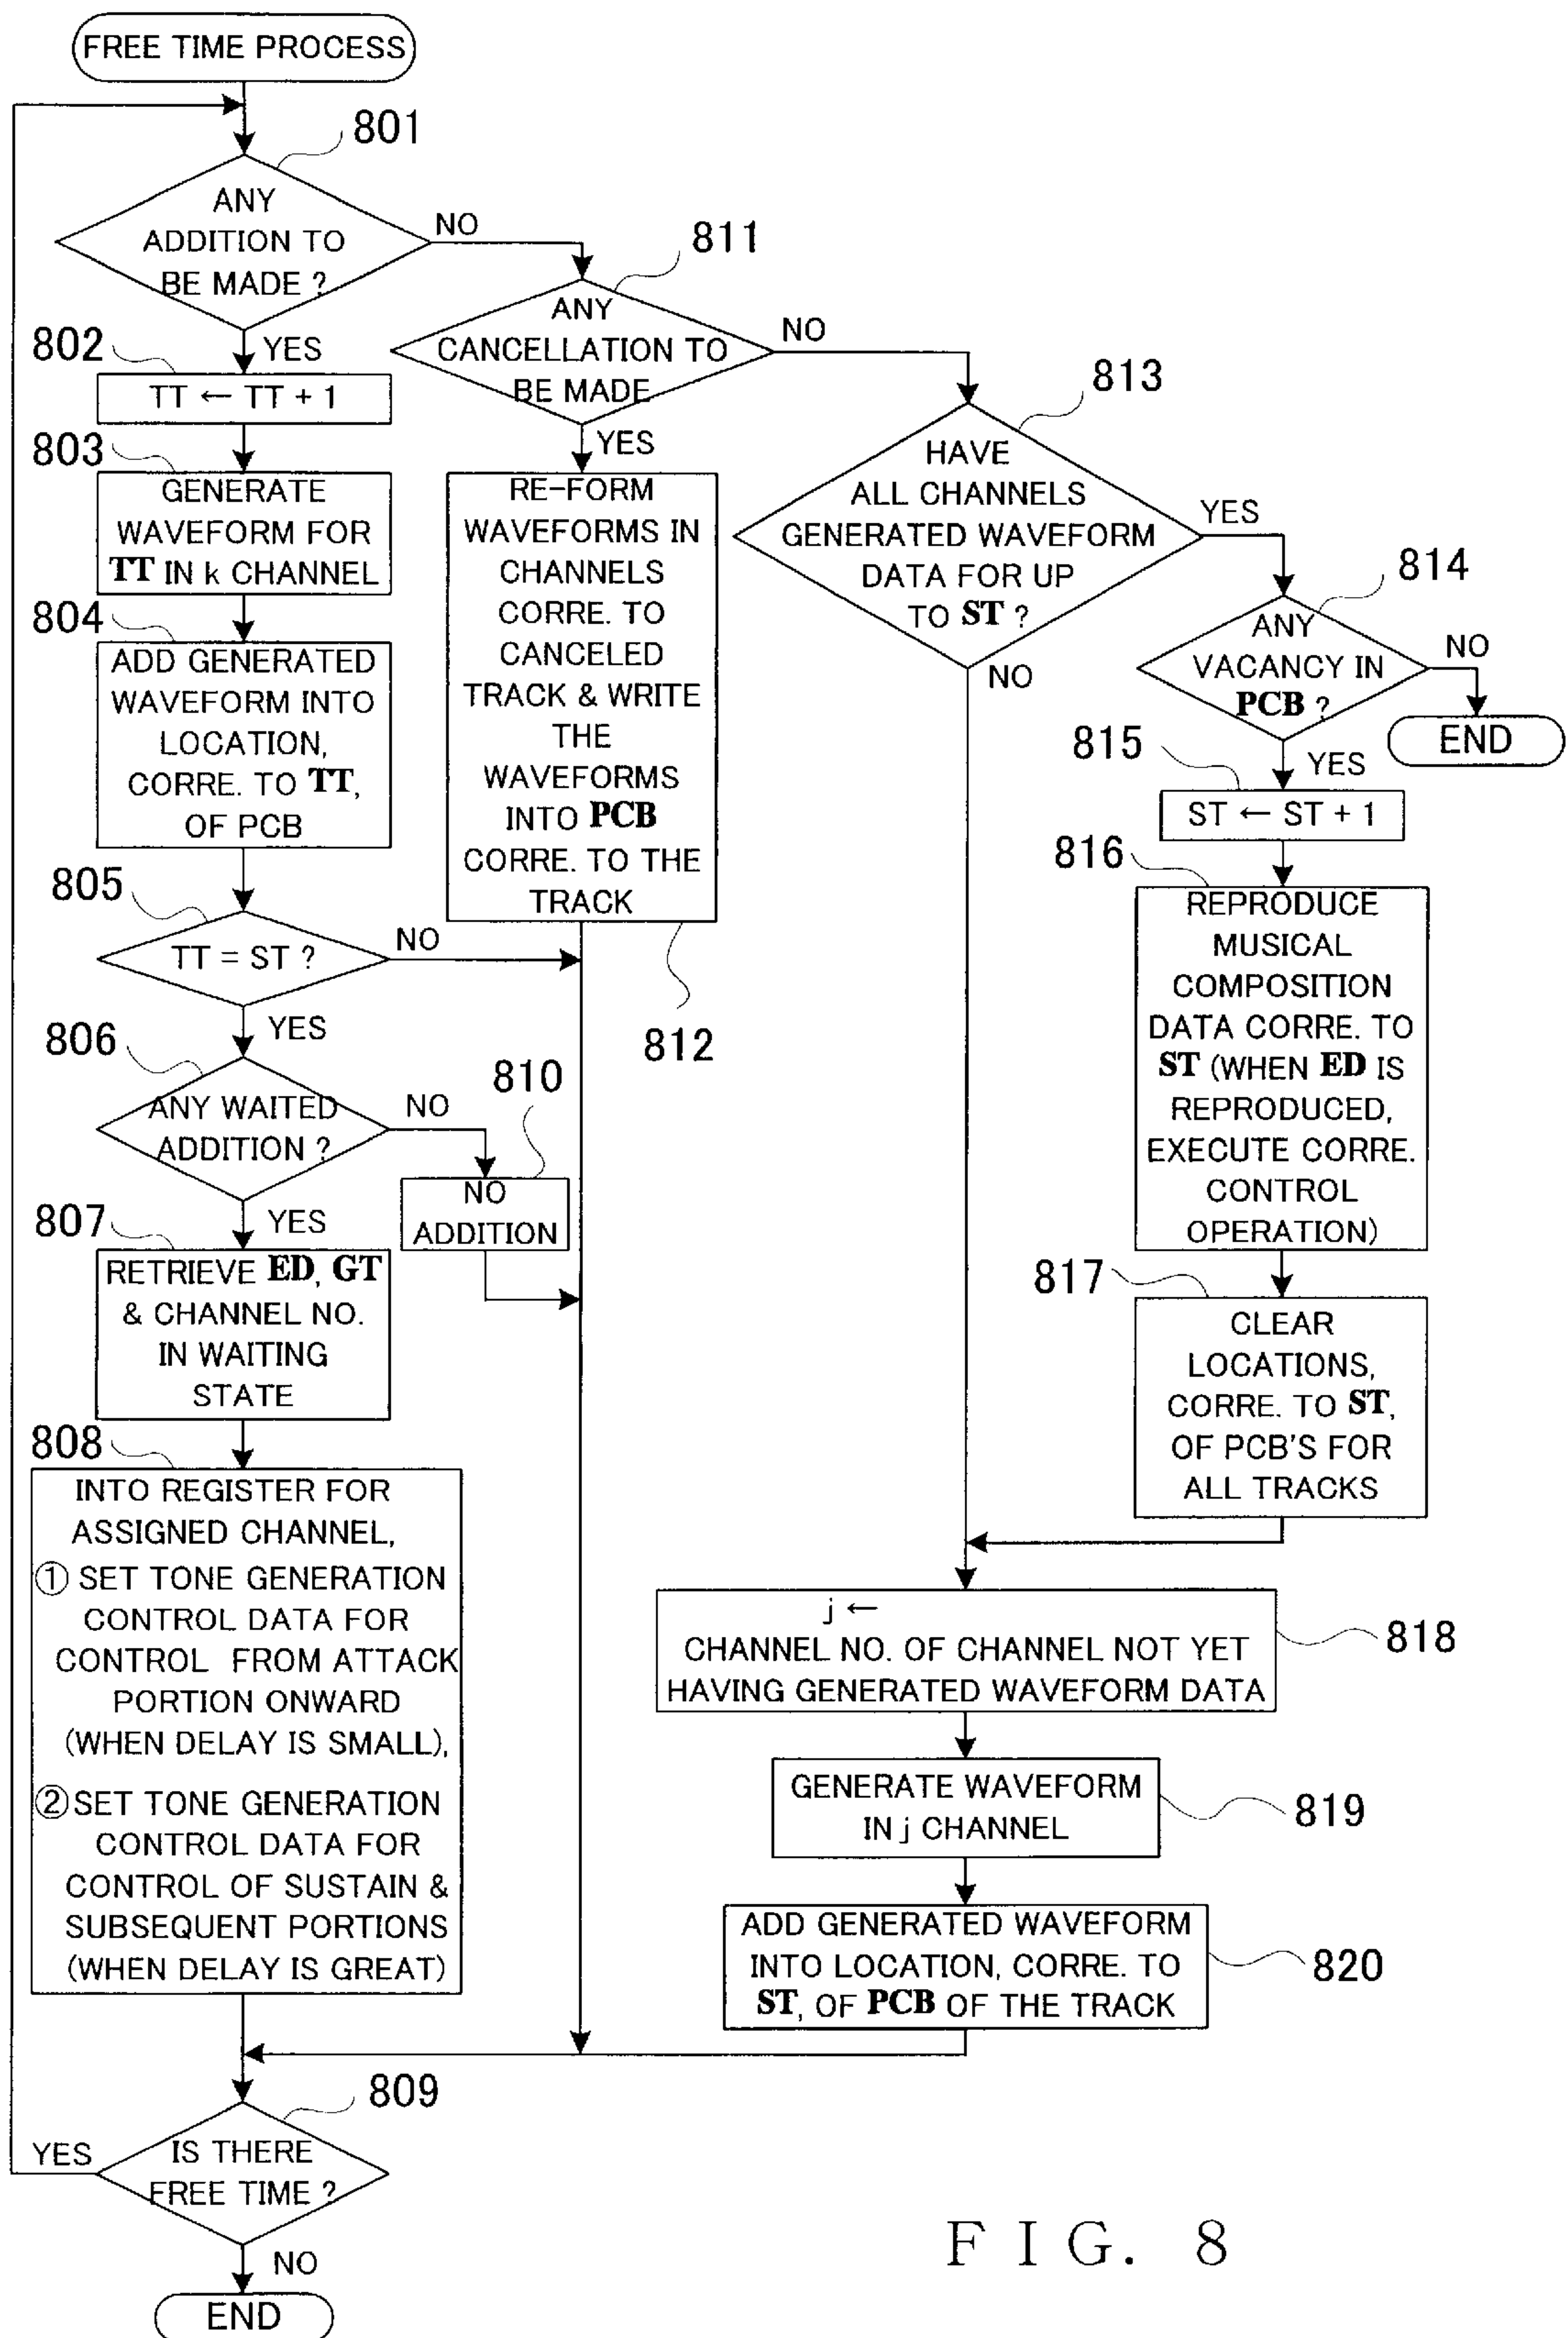 FREE TIME PROCESS
801
ANY
ADDITION TO
BE MADE ?
NO
YES
802
TT ← TT + 1
803
GENERATE
WAVEFORM FOR
TT IN k CHANNEL
804
ADD GENERATED
WAVEFORM INTO
LOCATION,
CORRE. TO TT,
OF PCB
805
TT = ST ?
NO
YES
806
ANY WAITED
ADDITION ?
NO
YES
810
NO
ADDITION
807
RETRIEVE ED, GT
& CHANNEL NO.
IN WAITING
STATE
808
INTO REGISTER FOR
ASSIGNED CHANNEL,
① SET TONE GENERATION
CONTROL DATA FOR
CONTROL FROM ATTACK
PORTION ONWARD
(WHEN DELAY IS SMALL),
② SET TONE GENERATION
CONTROL DATA FOR
CONTROL OF SUSTAIN &
SUBSEQUENT PORTIONS
(WHEN DELAY IS GREAT)
809
IS THERE
FREE TIME ?
YES
NO
END
811
ANY
CANCELLATION TO
BE MADE
NO
YES
RE-FORM
WAVEFORMS IN
CHANNELS
CORRE. TO
CANCELED
TRACK & WRITE
THE
WAVEFORMS
INTO PCB
CORRE. TO THE
TRACK
812
813
HAVE
ALL CHANNELS
GENERATED WAVEFORM
DATA FOR UP
TO ST ?
YES
NO
814
ANY
VACANCY IN
PCB ?
NO
END
YES
815
ST ← ST + 1
816
REPRODUCE
MUSICAL
COMPOSITION
DATA CORRE. TO
ST (WHEN ED IS
REPRODUCED,
EXECUTE CORRE.
CONTROL
OPERATION)
817
CLEAR
LOCATIONS,
CORRE. TO ST,
OF PCB'S FOR
ALL TRACKS
j ←
CHANNEL NO. OF CHANNEL NOT YET
HAVING GENERATED WAVEFORM DATA
818
GENERATE WAVEFORM
IN j CHANNEL
819
ADD GENERATED WAVEFORM
INTO LOCATION, CORRE. TO
ST, OF PCB OF THE TRACK
820
FIG. 8